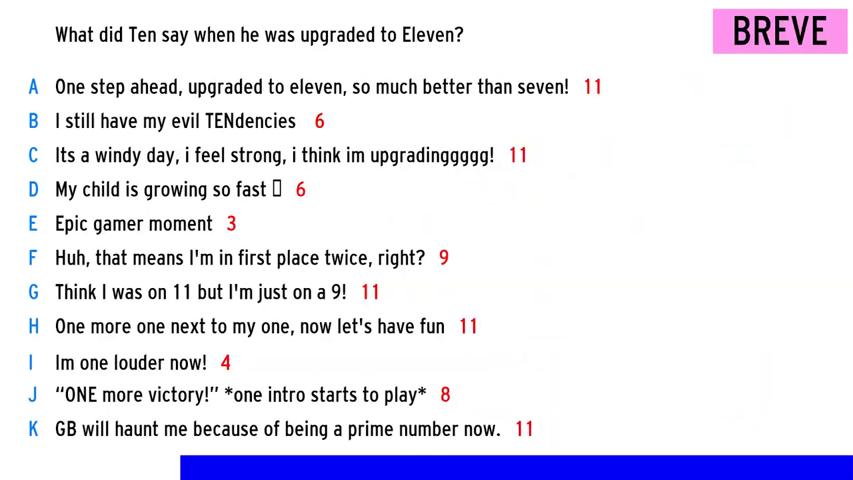 What did Ten say when he was upgraded to Eleven?
BREVE
A One step ahead, upgraded to eleven, so much better than seven! 11
B I still have my evil TENdencies 6
C Its a windy day, i feel strong, i think im upgradinggggg! 11
D My child is growing so fast ▯ 6
E Epic gamer moment 3
F Huh, that means I'm in first place twice, right? 9
G Think I was on 11 but I'm just on a 9! 11
H One more one next to my one, now let's have fun 11
I Im one louder now! 4
J “ONE more victory!” *one intro starts to play* 8
K GB will haunt me because of being a prime number now. 11